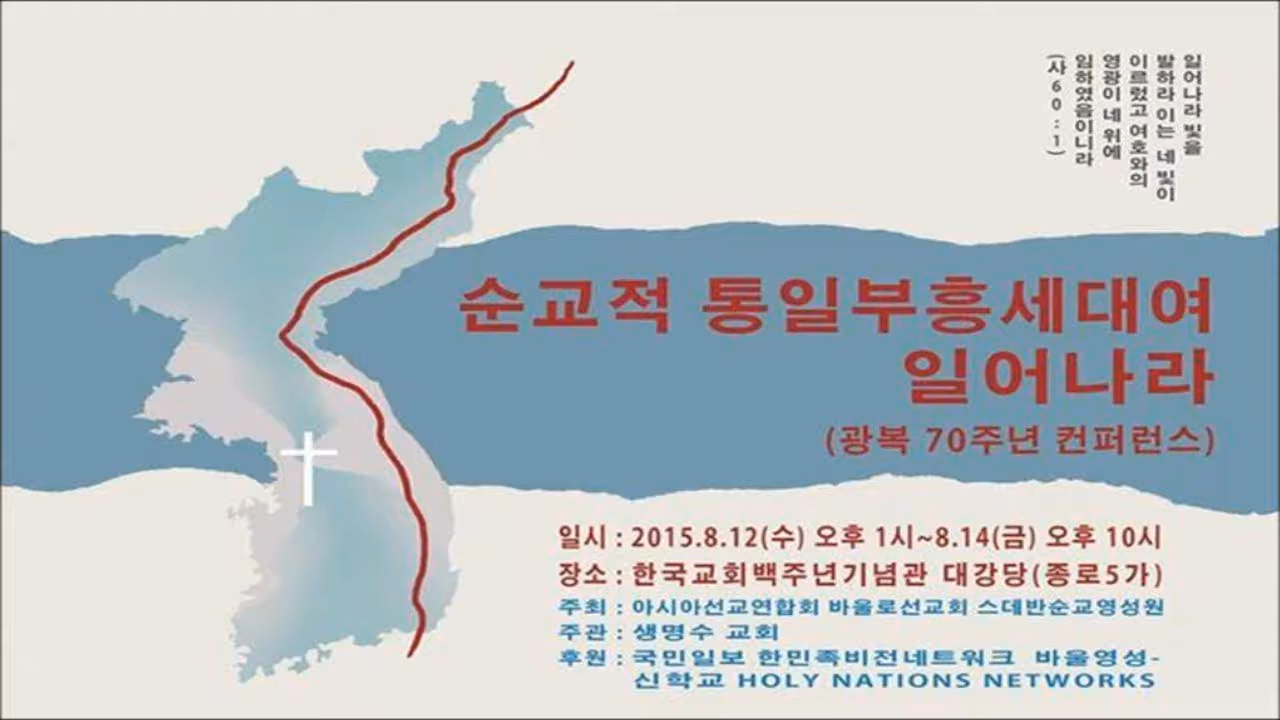 일어나라 빛을
발하라 이는 네 빛이
이르렀고 여호와의
영광이 네 위에
임하였음이니라
(사60:1)
순교적 통일부흥세대여
일어나라
(광복 70주년 컨퍼런스)
일시 : 2015.8.12(수) 오후 1시~8.14(금) 오후 10시
장소 : 한국교회백주년기념관 대강당(종로5가)
주최 : 아시아선교연합회 바울로선교회 스데반순교영성원
주관 : 생명수 교회
후원 : 국민일보 한민족비전네트워크 바울영성-
신학교 HOLY NATIONS NETWORKS